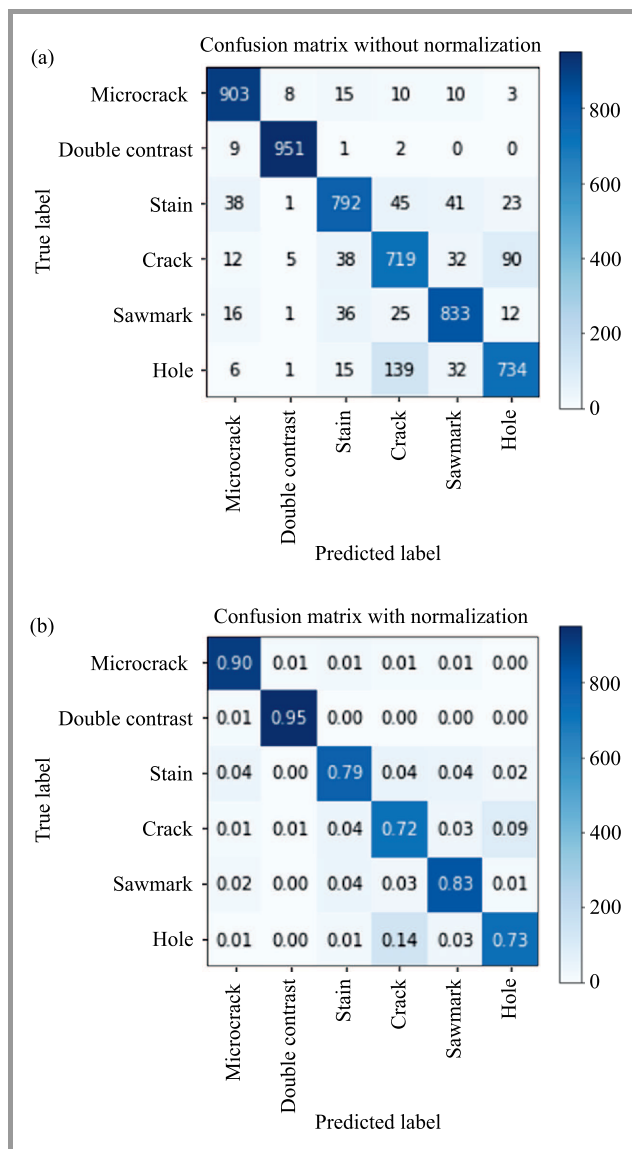 (a)
Confusion matrix without normalization
Microcrack 903 8 15 10 10 3
Double contrast 9 951 1 2 0 0
Stain 38 1 792 45 41 23
Crack 12 5 38 719 32 90
Sawmark 16 1 36 25 833 12
Hole 6 1 15 139 32 734
True label
Microcrack
Double contrast
Stain
Crack
Sawmark
Hole
Predicted label
800
600
400
200
0
(b)
Confusion matrix with normalization
Microcrack 0.90 0.01 0.01 0.01 0.01 0.00
Double contrast 0.01 0.95 0.00 0.00 0.00 0.00
Stain 0.04 0.00 0.79 0.04 0.04 0.02
Crack 0.01 0.01 0.04 0.72 0.03 0.09
Sawmark 0.02 0.00 0.04 0.03 0.83 0.01
Hole 0.01 0.00 0.01 0.14 0.03 0.73
True label
Microcrack
Double contrast
Stain
Crack
Sawmark
Hole
Predicted label
800
600
400
200
0